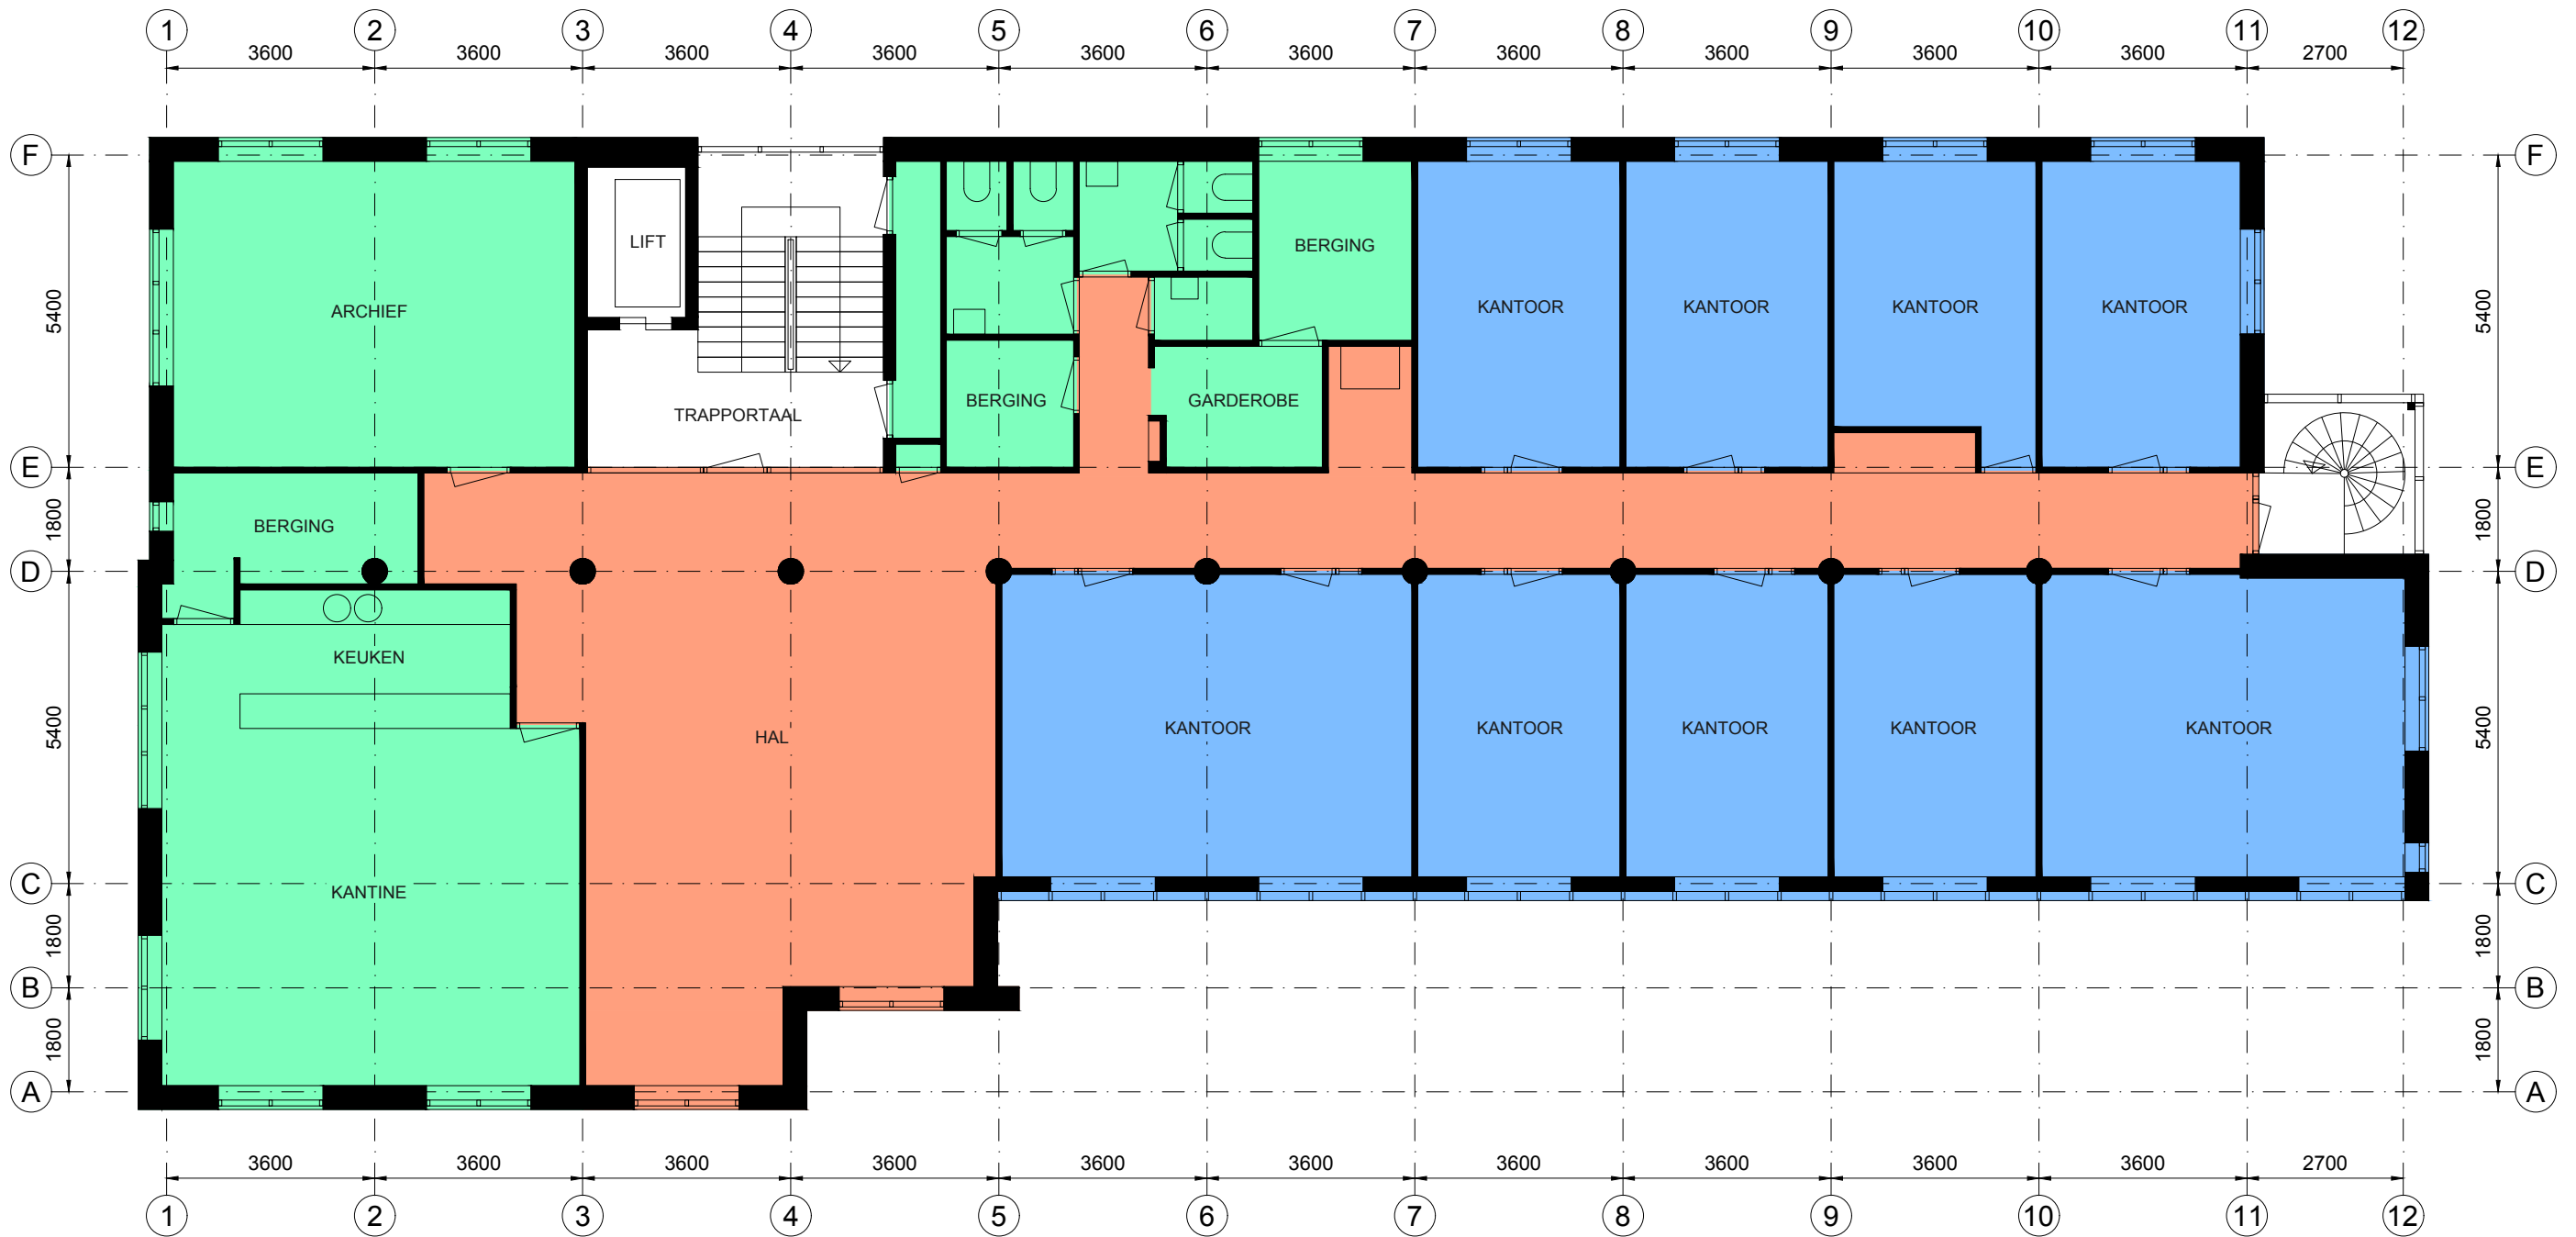 1 2 3 4 5 6 7 8 9 10 11 12
3600 3600 3600 3600 3600 3600 3600 3600 3600 3600 2700
F F
LIFT
BERGING
5400 ARCHIEF KANTOOR KANTOOR KANTOOR KANTOOR 5400
TRAPPORTAAL BERGING GARDEROBE
E E
1800 BERGING 1800
D D
KEUKEN
5400 HAL KANTOOR KANTOOR KANTOOR KANTOOR KANTOOR 5400
C KANTINE C
1800 1800
B B
1800 1800
A A
3600 3600 3600 3600 3600 3600 3600 3600 3600 3600 2700
1 2 3 4 5 6 7 8 9 10 11 12